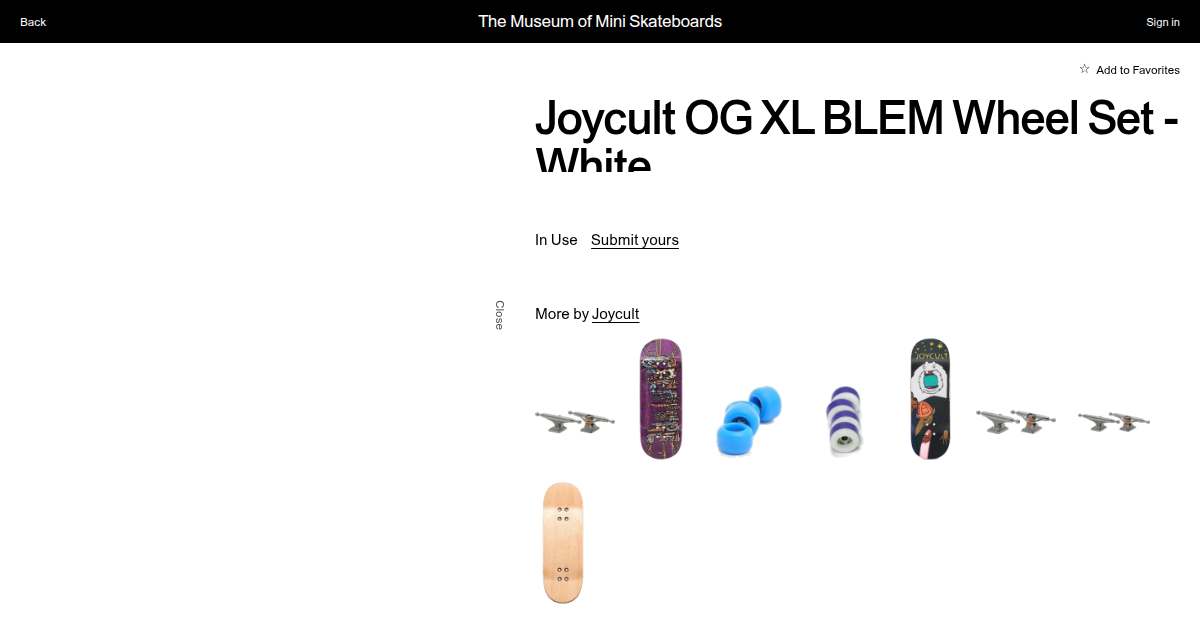 Back
The Museum of Mini Skateboards
Sign in
☆ Add to Favorites
Joycult OG XL BLEM Wheel Set -
White
In Use Submit yours
Close
More by Joycult
JOYCULT